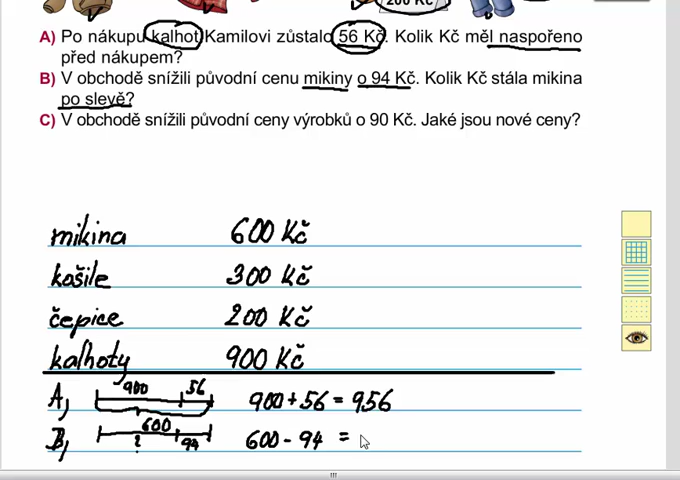 200 Kč
A) Po nákupu kalhot Kamilovi zůstalo 56 Kč. Kolik Kč měl naspořeno
před nákupem?
B) V obchodě snížili původní cenu mikiny o 94 Kč. Kolik Kč stála mikina
po slevě?
C) V obchodě snížili původní ceny výrobků o 90 Kč. Jaké jsou nové ceny?
mikina 600 Kč
košile 300 Kč
čepice 200 Kč
kalhoty 900 Kč
A) 900 56 900 + 56 = 956
B) 600 ? 94 600 - 94 =